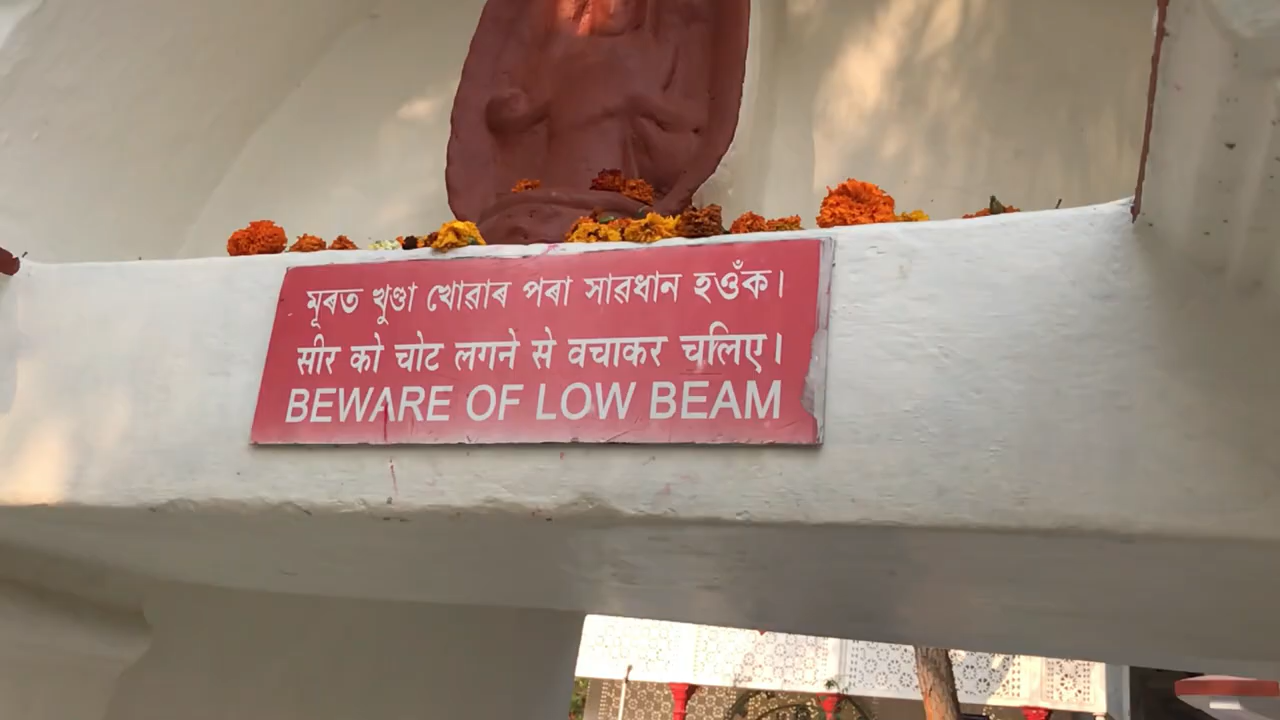 মূৰত খুণ্ডা খোৱাৰ পৰা সাৱধান হওঁক।
सीर को चोट लगने से वचाकर चलिए।
BEWARE OF LOW BEAM